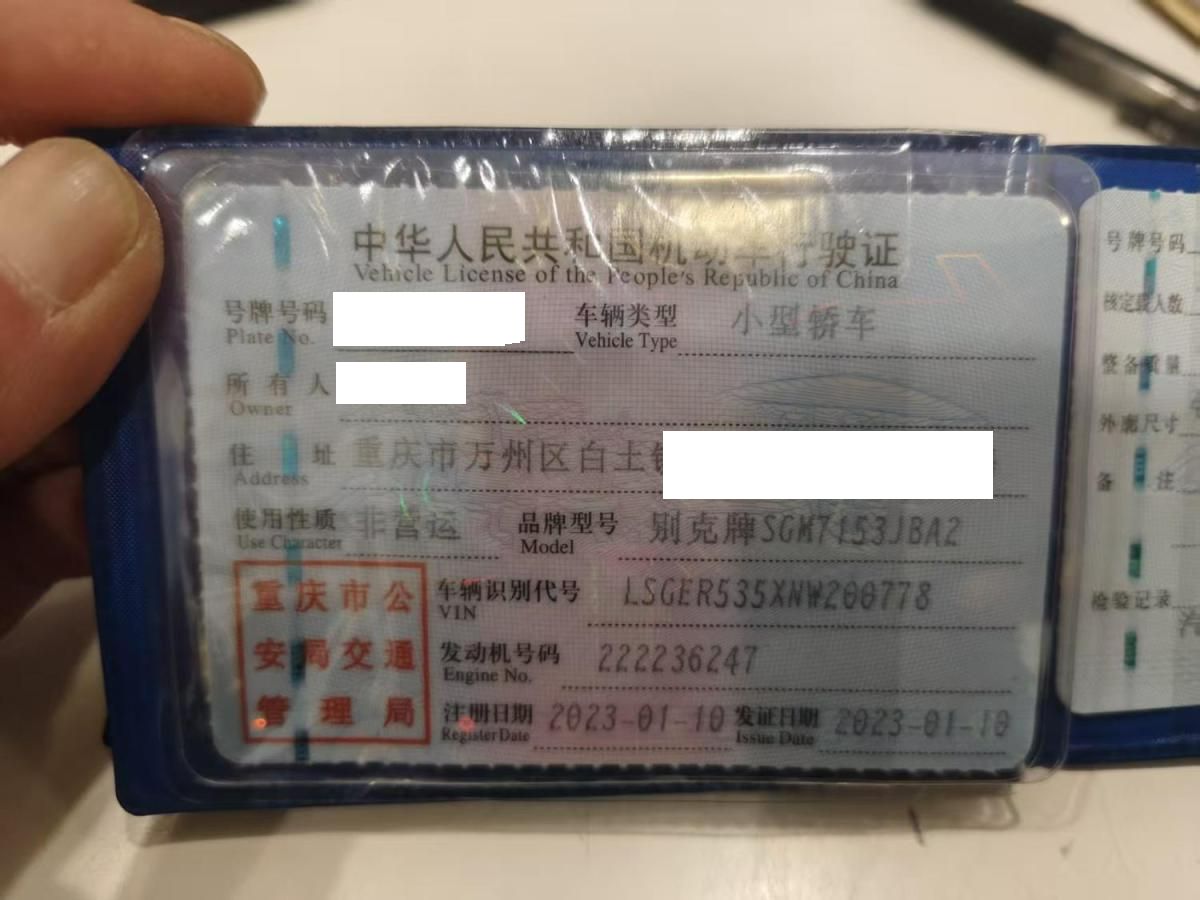 中华人民共和国机动车行驶证
Vehicle License of the People's Republic of China
号牌号码 车辆类型 小型轿车
Plate No. Vehicle Type
所有人
Owner
住址 重庆市万州区白土
Address
使用性质 非营运 品牌型号 别克牌SGM7153JBA2
Use Character Model
重庆市公
安局交通
管理局
车辆识别代号 LSGER535XNW200778
VIN
发动机号码 222236247
Engine No.
注册日期 2023-01-10 发证日期 2023-01-10
Register Date Issue Date
号牌号码
核定载人数
整备质量
外廓尺寸
备注
检验记录